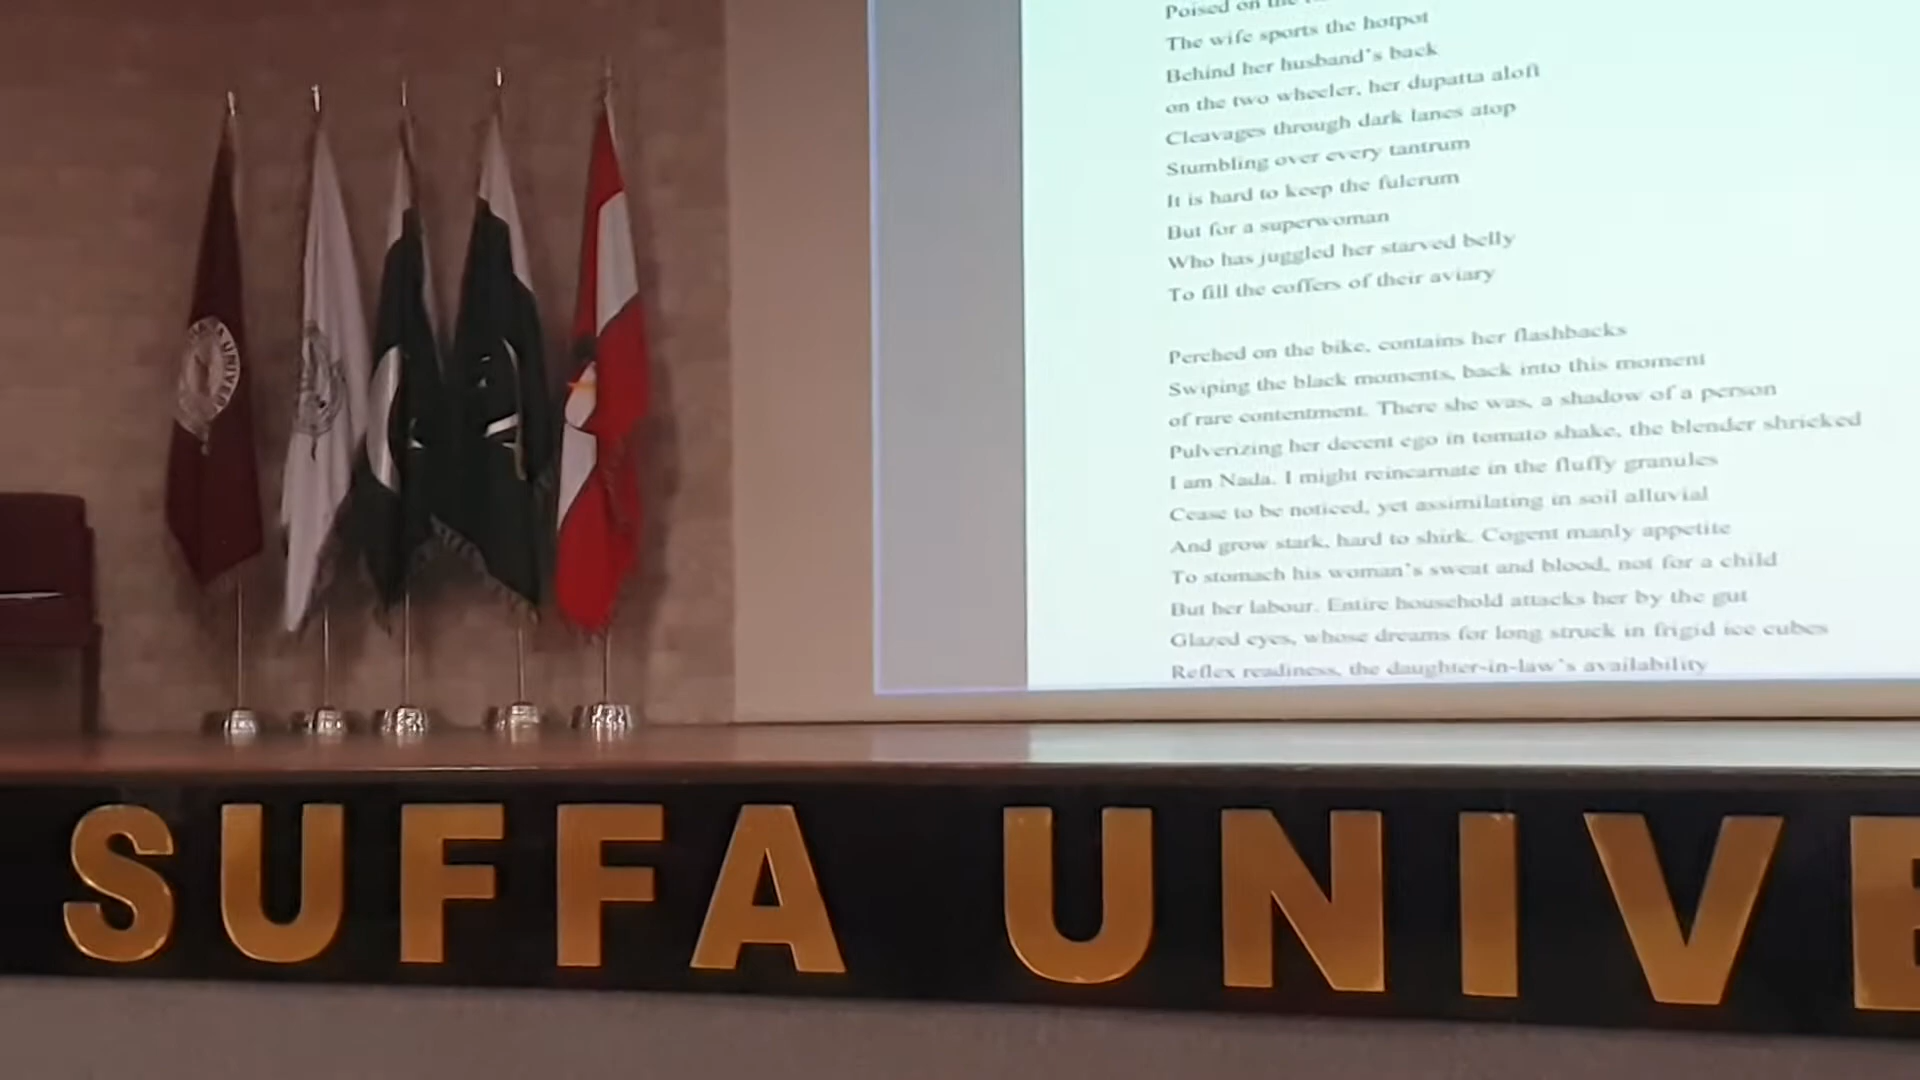 Poised on the
The wife sports the hotpot
Behind her husband's back
on the two wheeler, her dupatta aloft
Cleavages through dark lanes atop
Stumbling over every tantrum
It is hard to keep the fulcrum
But for a superwoman
Who has juggled her starved belly
To fill the coffers of their aviary
Perched on the bike, contains her flashbacks
Swiping the black moments, back into this moment
of rare contentment. There she was, a shadow of a person
Pulverizing her decent ego in tomato shake, the blender shrieked
I am Nada. I might reincarnate in the fluffy granules
Cease to be noticed, yet assimilating in soil alluvial
And grow stark, hard to shirk. Cogent manly appetite
To stomach his woman's sweat and blood, not for a child
But her labour. Entire household attacks her by the gut
Glazed eyes, whose dreams for long struck in frigid ice cubes
Reflex readiness, the daughter-in-law's availability
SUFFA UNIVE